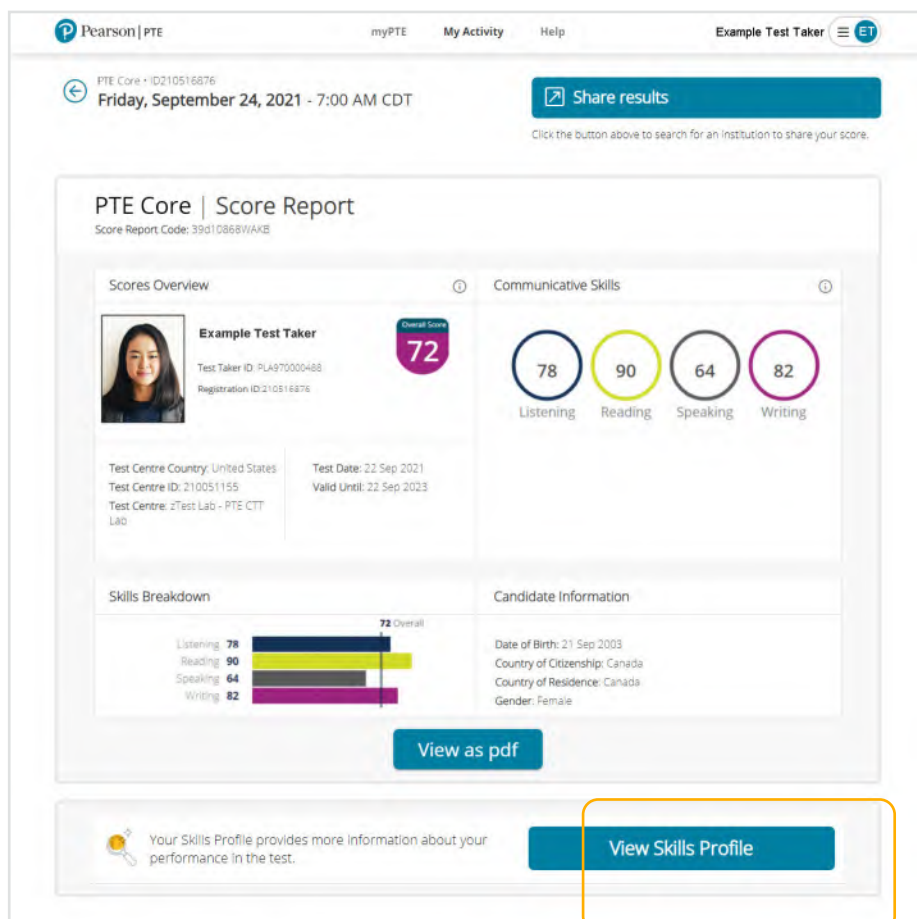 Pearson | PTE
myPTE
My Activity
Help
Example Test Taker
ET
PTE Core • ID210516876
Friday, September 24, 2021 - 7:00 AM CDT
Share results
Click the button above to search for an institution to share your score.
PTE Core | Score Report
Score Report Code: 39d10868WAKB
Scores Overview
Example Test Taker
Test Taker ID: PLA970000488
Registration ID:210516876
Overall Score
72
Test Centre Country: United States
Test Centre ID: 210051155
Test Centre: zTest Lab - PTE CTT
Lab
Test Date: 22 Sep 2021
Valid Until: 22 Sep 2023
Communicative Skills
78
90
64
82
Listening
Reading
Speaking
Writing
Skills Breakdown
72 Overall
Listening 78
Reading 90
Speaking 64
Writing 82
Candidate Information
Date of Birth: 21 Sep 2003
Country of Citizenship: Canada
Country of Residence: Canada
Gender: Female
View as pdf
Your Skills Profile provides more information about your
performance in the test.
View Skills Profile